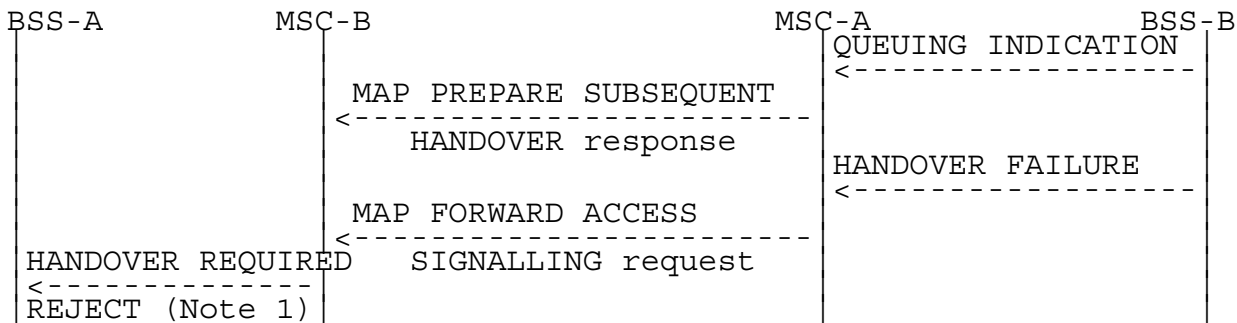 BSS-A MSC-B MSC-A BSS-B
QUEUING INDICATION
MAP PREPARE SUBSEQUENT
HANDOVER response
HANDOVER FAILURE
MAP FORWARD ACCESS
HANDOVER REQUIRED SIGNALLING request
REJECT (Note 1)